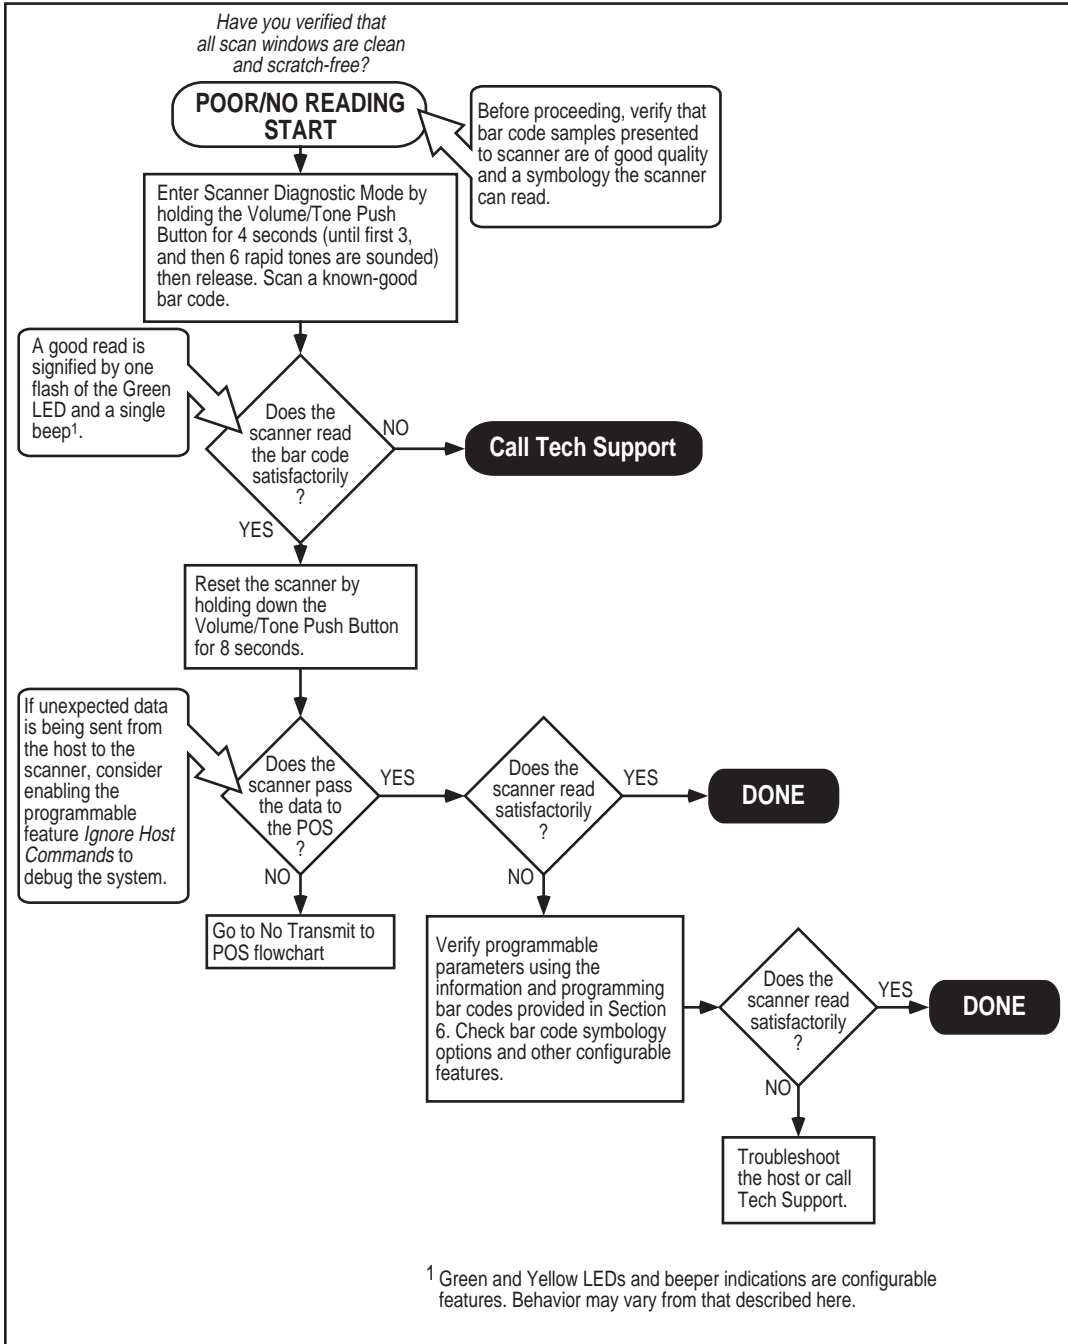 Have you verified that
all scan windows are clean
and scratch-free?
POOR/NO READING
START
Before proceeding, verify that
bar code samples presented
to scanner are of good quality
and a symbology the scanner
can read.
Enter Scanner Diagnostic Mode by
holding the Volume/Tone Push
Button for 4 seconds (until first 3,
and then 6 rapid tones are sounded)
then release. Scan a known-good
bar code.
A good read is
signified by one
flash of the Green
LED and a single
beep1.
Does the
scanner read
the bar code
satisfactorily
?
NO
Call Tech Support
YES
Reset the scanner by
holding down the
Volume/Tone Push Button
for 8 seconds.
If unexpected data
is being sent from
the host to the
scanner, consider
enabling the
programmable
feature Ignore Host
Commands to
debug the system.
Does the
scanner pass
the data to
the POS
?
YES
Does the
scanner read
satisfactorily
?
YES
DONE
NO
Go to No Transmit to
POS flowchart
NO
Verify programmable
parameters using the
information and programming
bar codes provided in Section
6. Check bar code symbology
options and other configurable
features.
Does the
scanner read
satisfactorily
?
YES
DONE
NO
Troubleshoot
the host or call
Tech Support.
1 Green and Yellow LEDs and beeper indications are configurable
features. Behavior may vary from that described here.